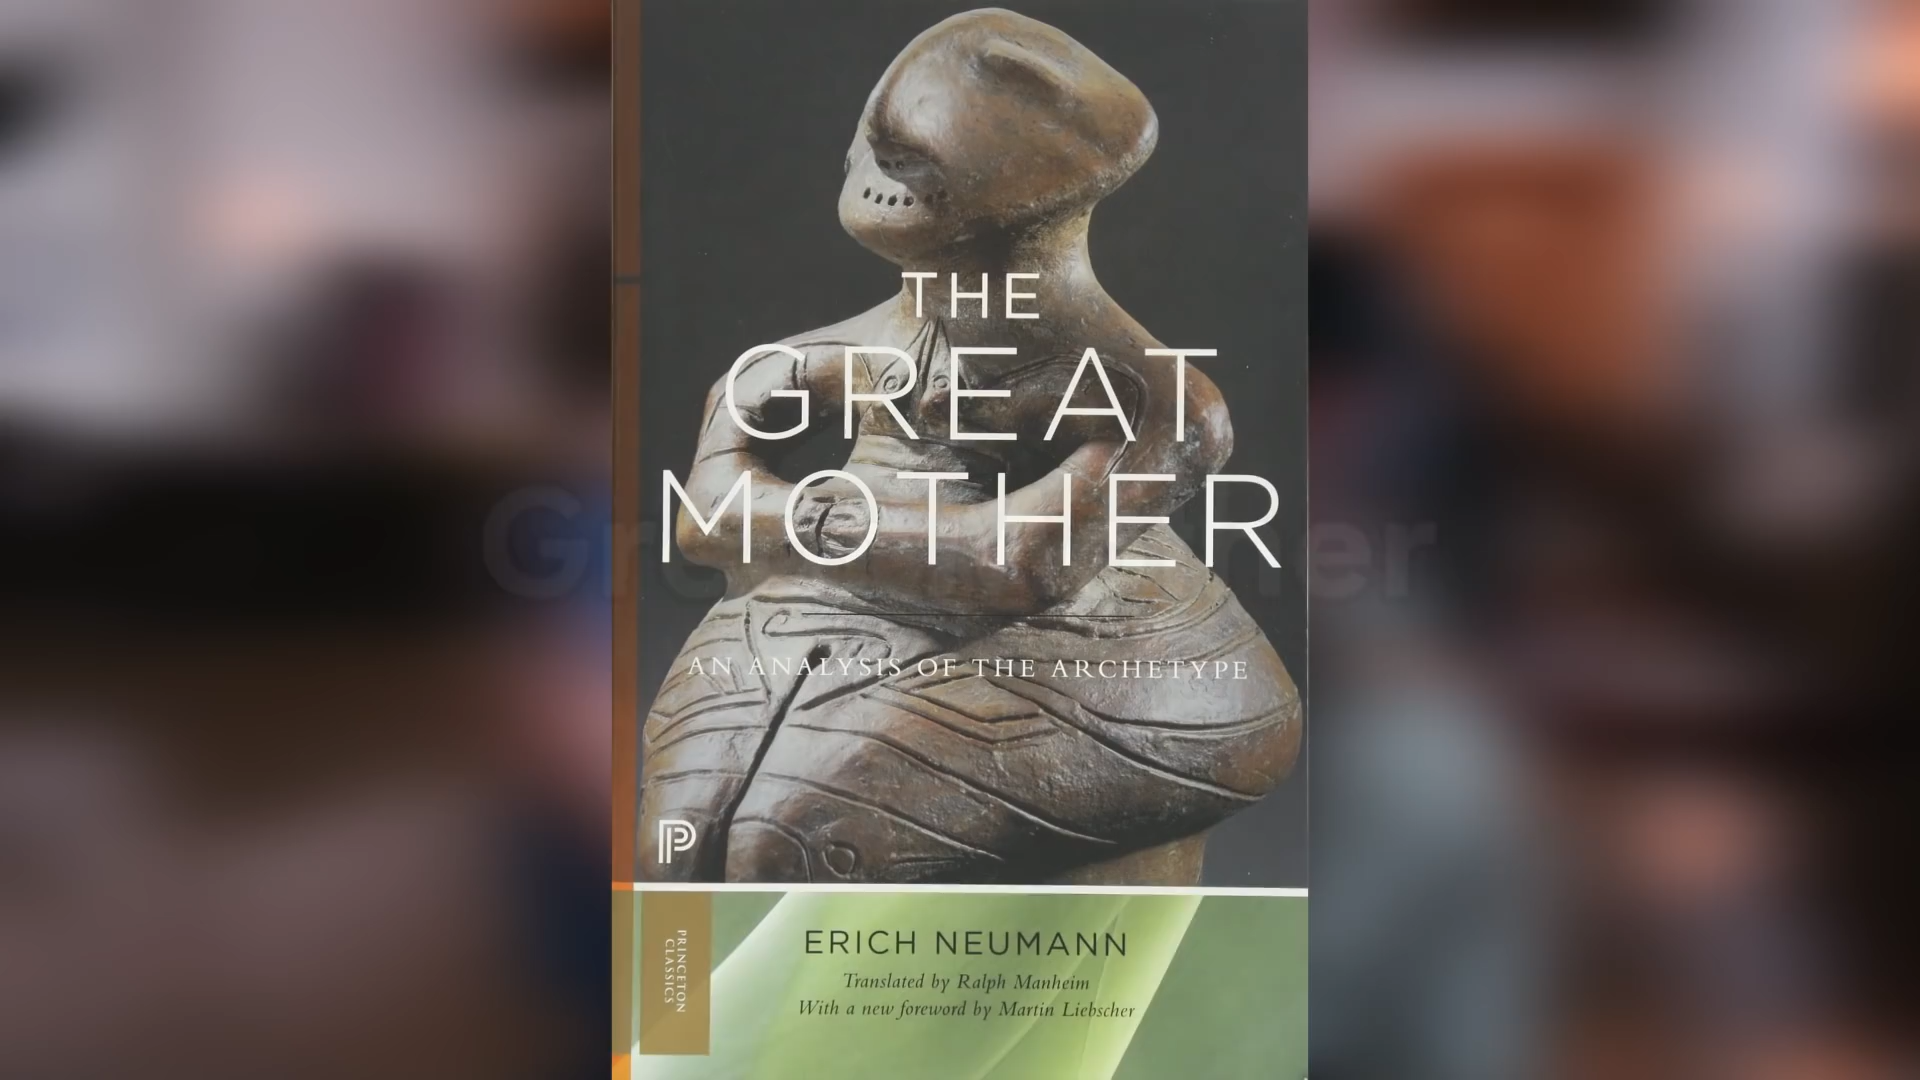 THE
GREAT
MOTHER
AN ANALYSIS OF THE ARCHETYPE
PRINCETON
CLASSICS
ERICH NEUMANN
Translated by Ralph Manheim
With a new foreword by Martin Liebscher